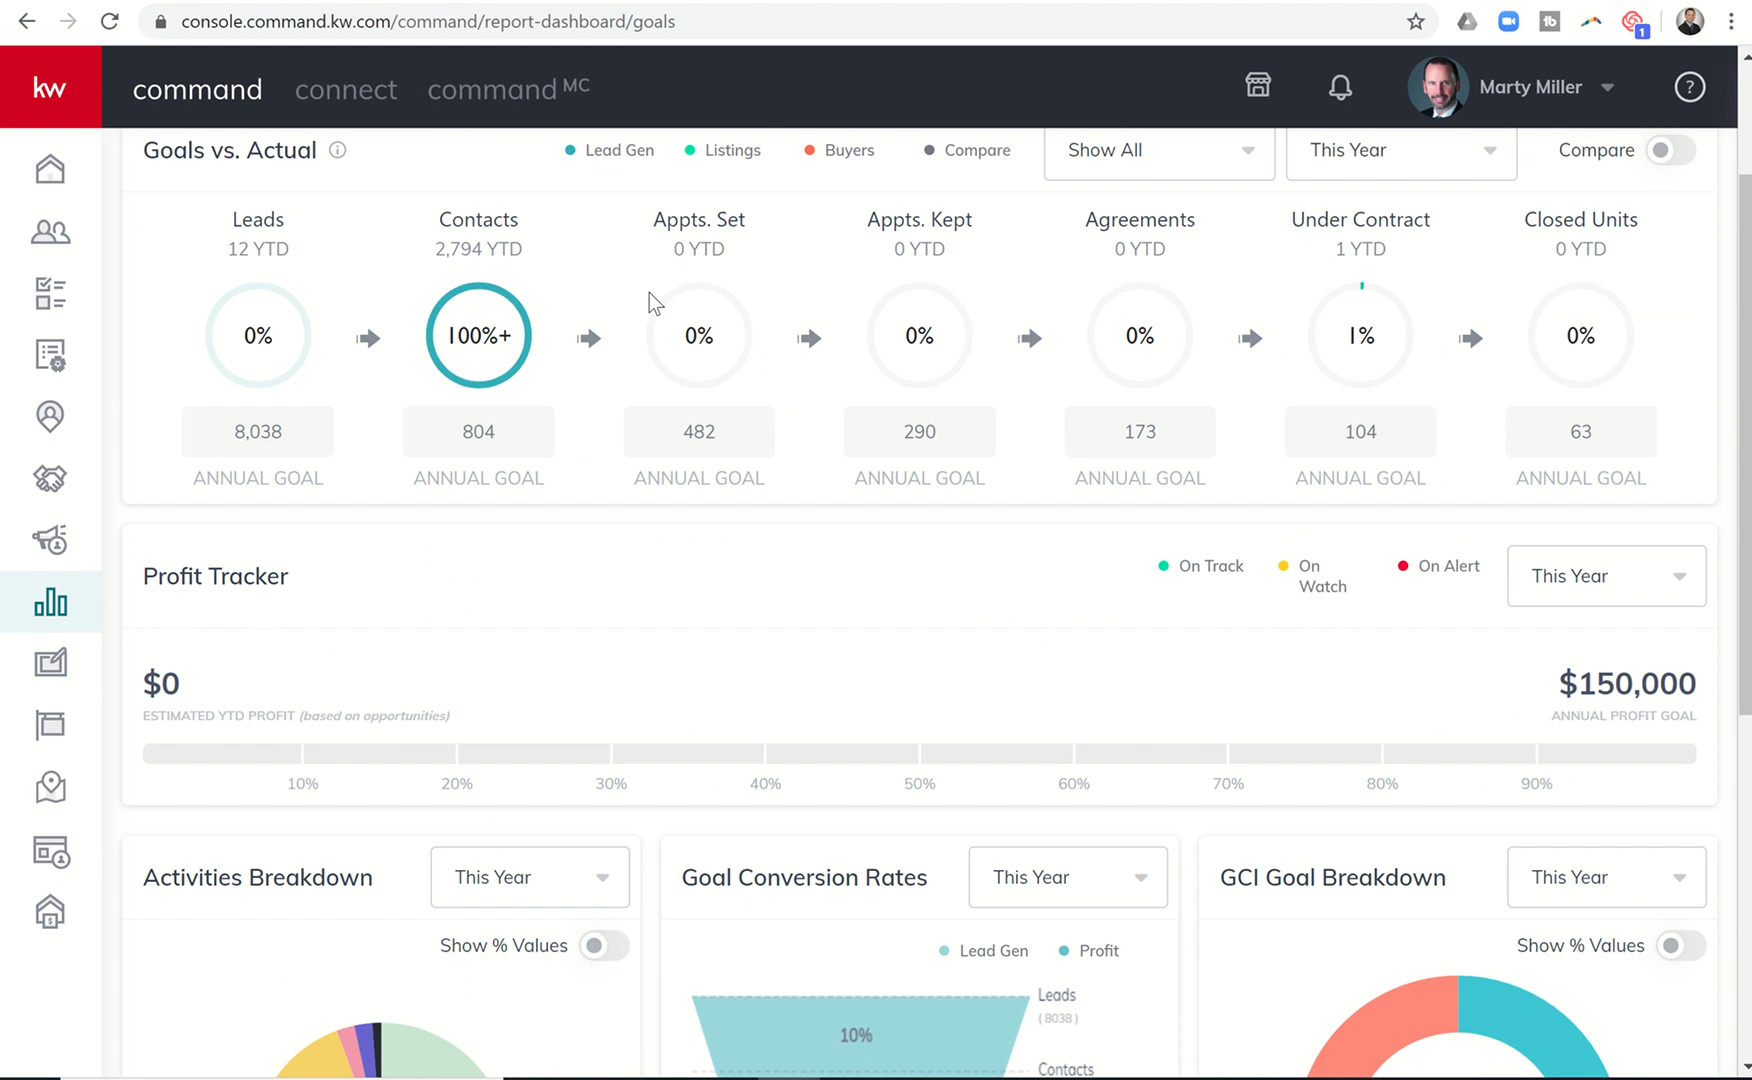 console.command.kw.com/command/report-dashboard/goals
1
kw command connect command MC Marty Miller ?
Goals vs. Actual Lead Gen Listings Buyers Compare Show All This Year Compare
Leads Contacts Appts. Set Appts. Kept Agreements Under Contract Closed Units
12 YTD 2,794 YTD 0 YTD 0 YTD 0 YTD 1 YTD 0 YTD
0% 100%+ 0% 0% 0% 1% 0%
8,038 804 482 290 173 104 63
ANNUAL GOAL ANNUAL GOAL ANNUAL GOAL ANNUAL GOAL ANNUAL GOAL ANNUAL GOAL ANNUAL GOAL
Profit Tracker On Track On Watch On Alert This Year
$0 $150,000
ESTIMATED YTD PROFIT (based on opportunities) ANNUAL PROFIT GOAL
10% 20% 30% 40% 50% 60% 70% 80% 90%
Activities Breakdown This Year Goal Conversion Rates This Year GCI Goal Breakdown This Year
Show % Values Lead Gen Profit Show % Values
Leads
(8038)
10%
Contacts